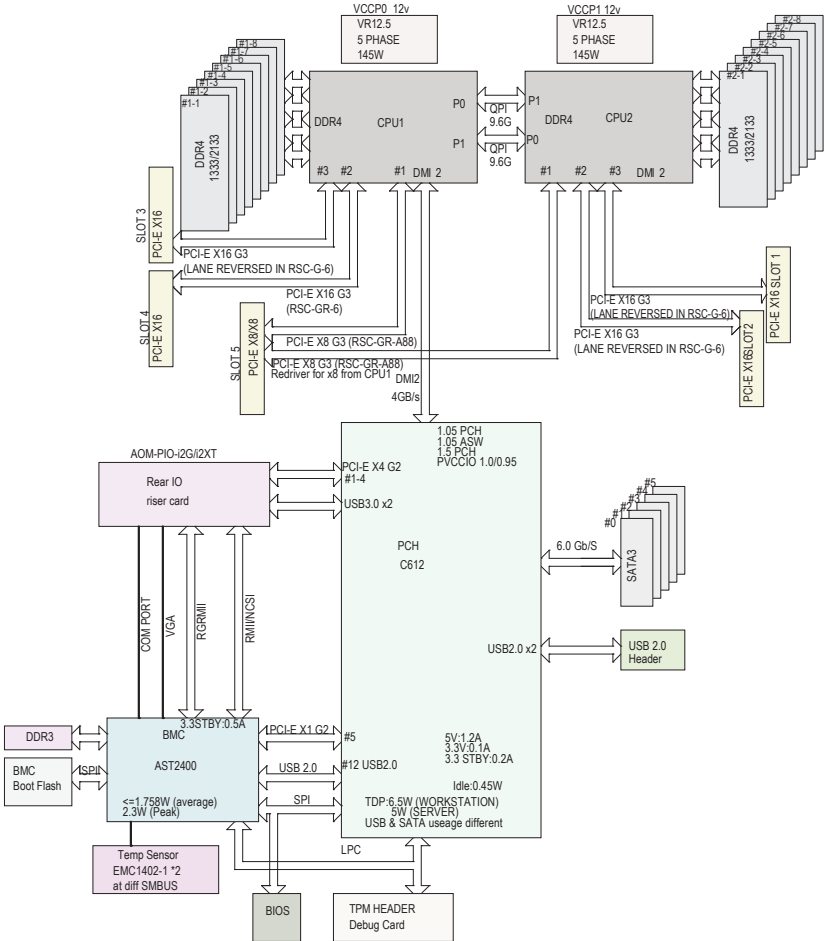 VCCP0 12v
VR12.5
5 PHASE
145W
VCCP1 12v
VR12.5
5 PHASE
145W
#1-8
#1-7
#1-6
#1-5
#1-4
#1-3
#1-2
#1-1
DDR4
1333/2133
DDR4
CPU1
P0
P1
#3
#2
#1
DMI 2
QPI
9.6G
QPI
9.6G
P1
P0
DDR4
CPU2
#1
#2
#3
DMI 2
#2-8
#2-7
#2-6
#2-5
#2-4
#2-3
#2-2
#2-1
DDR4
1333/2133
SLOT 3
PCI-E X16
PCI-E X16 G3
(LANE REVERSED IN RSC-G-6)
SLOT 4
PCI-E X16
PCI-E X16 G3
(RSC-GR-6)
SLOT 5
PCI-E X8/X8
PCI-E X8 G3 (RSC-GR-A88)
PCI-E X8 G3 (RSC-GR-A88)
Redriver for x8 from CPU1
DMI2
4GB/s
PCI-E X16 G3
(LANE REVERSED IN RSC-G-6)
PCI-E X16 G3
(LANE REVERSED IN RSC-G-6)
PCI-E X16 SLOT 1
PCI-E X16SLOT2
1.05 PCH
1.05 ASW
1.5 PCH
PVCCIO 1.0/0.95
AOM-PIO-i2G/i2XT
Rear IO
riser card
PCI-E X4 G2
#1-4
USB3.0 x2
PCH
C612
6.0 Gb/S
#5
#4
#3
#2
#1
#0
SATA3
COM PORT
VGA
RGRMII
RMII/NCSI
USB2.0 x2
USB 2.0
Header
DDR3
BMC
Boot Flash
SPI
3.3STBY:0.5A
BMC
AST2400
<=1.758W (average)
2.3W (Peak)
PCI-E X1 G2
#5
USB 2.0
#12 USB2.0
SPI
5V:1.2A
3.3V:0.1A
3.3 STBY:0.2A
Idle:0.45W
TDP:6.5W (WORKSTATION)
5W (SERVER)
USB & SATA useage different
LPC
Temp Sensor
EMC1402-1 *2
at diff SMBUS
BIOS
TPM HEADER
Debug Card